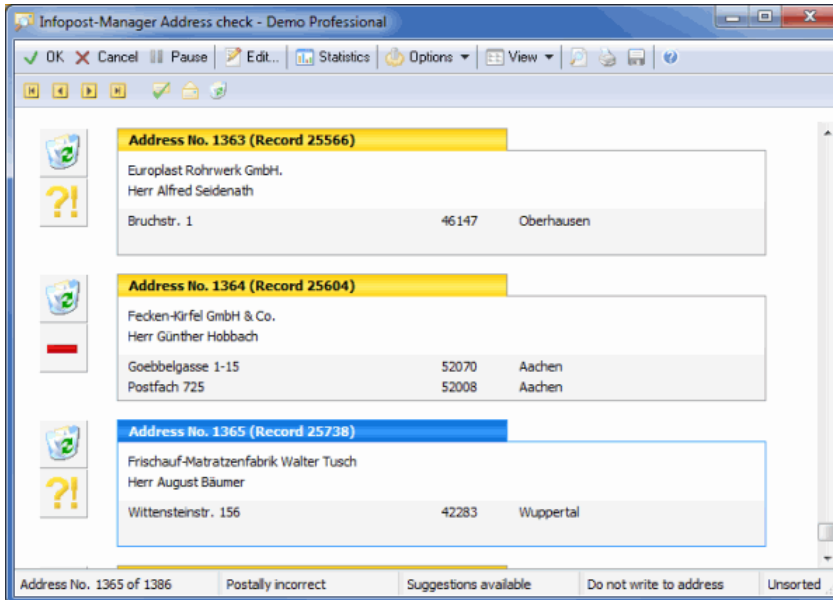 Infopost-Manager Address check - Demo Professional
OK Cancel Pause Edit... Statistics Options View
Address No. 1363 (Record 25566)
Europlast Rohrwerk GmbH.
Herr Alfred Seidenath
Bruchstr. 1 46147 Oberhausen
?!
Address No. 1364 (Record 25604)
Fecken-Kirfel GmbH & Co.
Herr Günther Hobbach
Goebbelgasse 1-15 52070 Aachen
Postfach 725 52008 Aachen
Address No. 1365 (Record 25738)
Frischauf-Matratzenfabrik Walter Tusch
Herr August Bäumer
?!
Wittensteinstr. 156 42283 Wuppertal
Address No. 1365 of 1386 Postally incorrect Suggestions available Do not write to address Unsorted